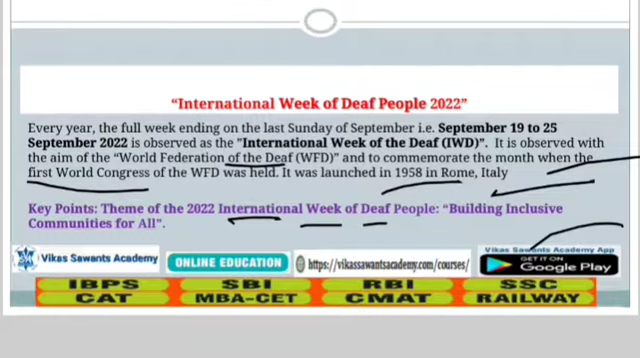 “International Week of Deaf People 2022”
Every year, the full week ending on the last Sunday of September i.e. September 19 to 25
September 2022 is observed as the "International Week of the Deaf (IWD)". It is observed with
the aim of the “World Federation of the Deaf (WFD)” and to commemorate the month when the
first World Congress of the WFD was held. It was launched in 1958 in Rome, Italy
Key Points: Theme of the 2022 International Week of Deaf People: “Building Inclusive
Communities for All”.
Vikas Sawants Academy
ONLINE EDUCATION
https://vikassawantsacademy.com/courses/
Vikas Sawants Academy App
GET IT ON
Google Play
IBPS SBI RBI SSC
CAT MBA-CET CMAT RAILWAY